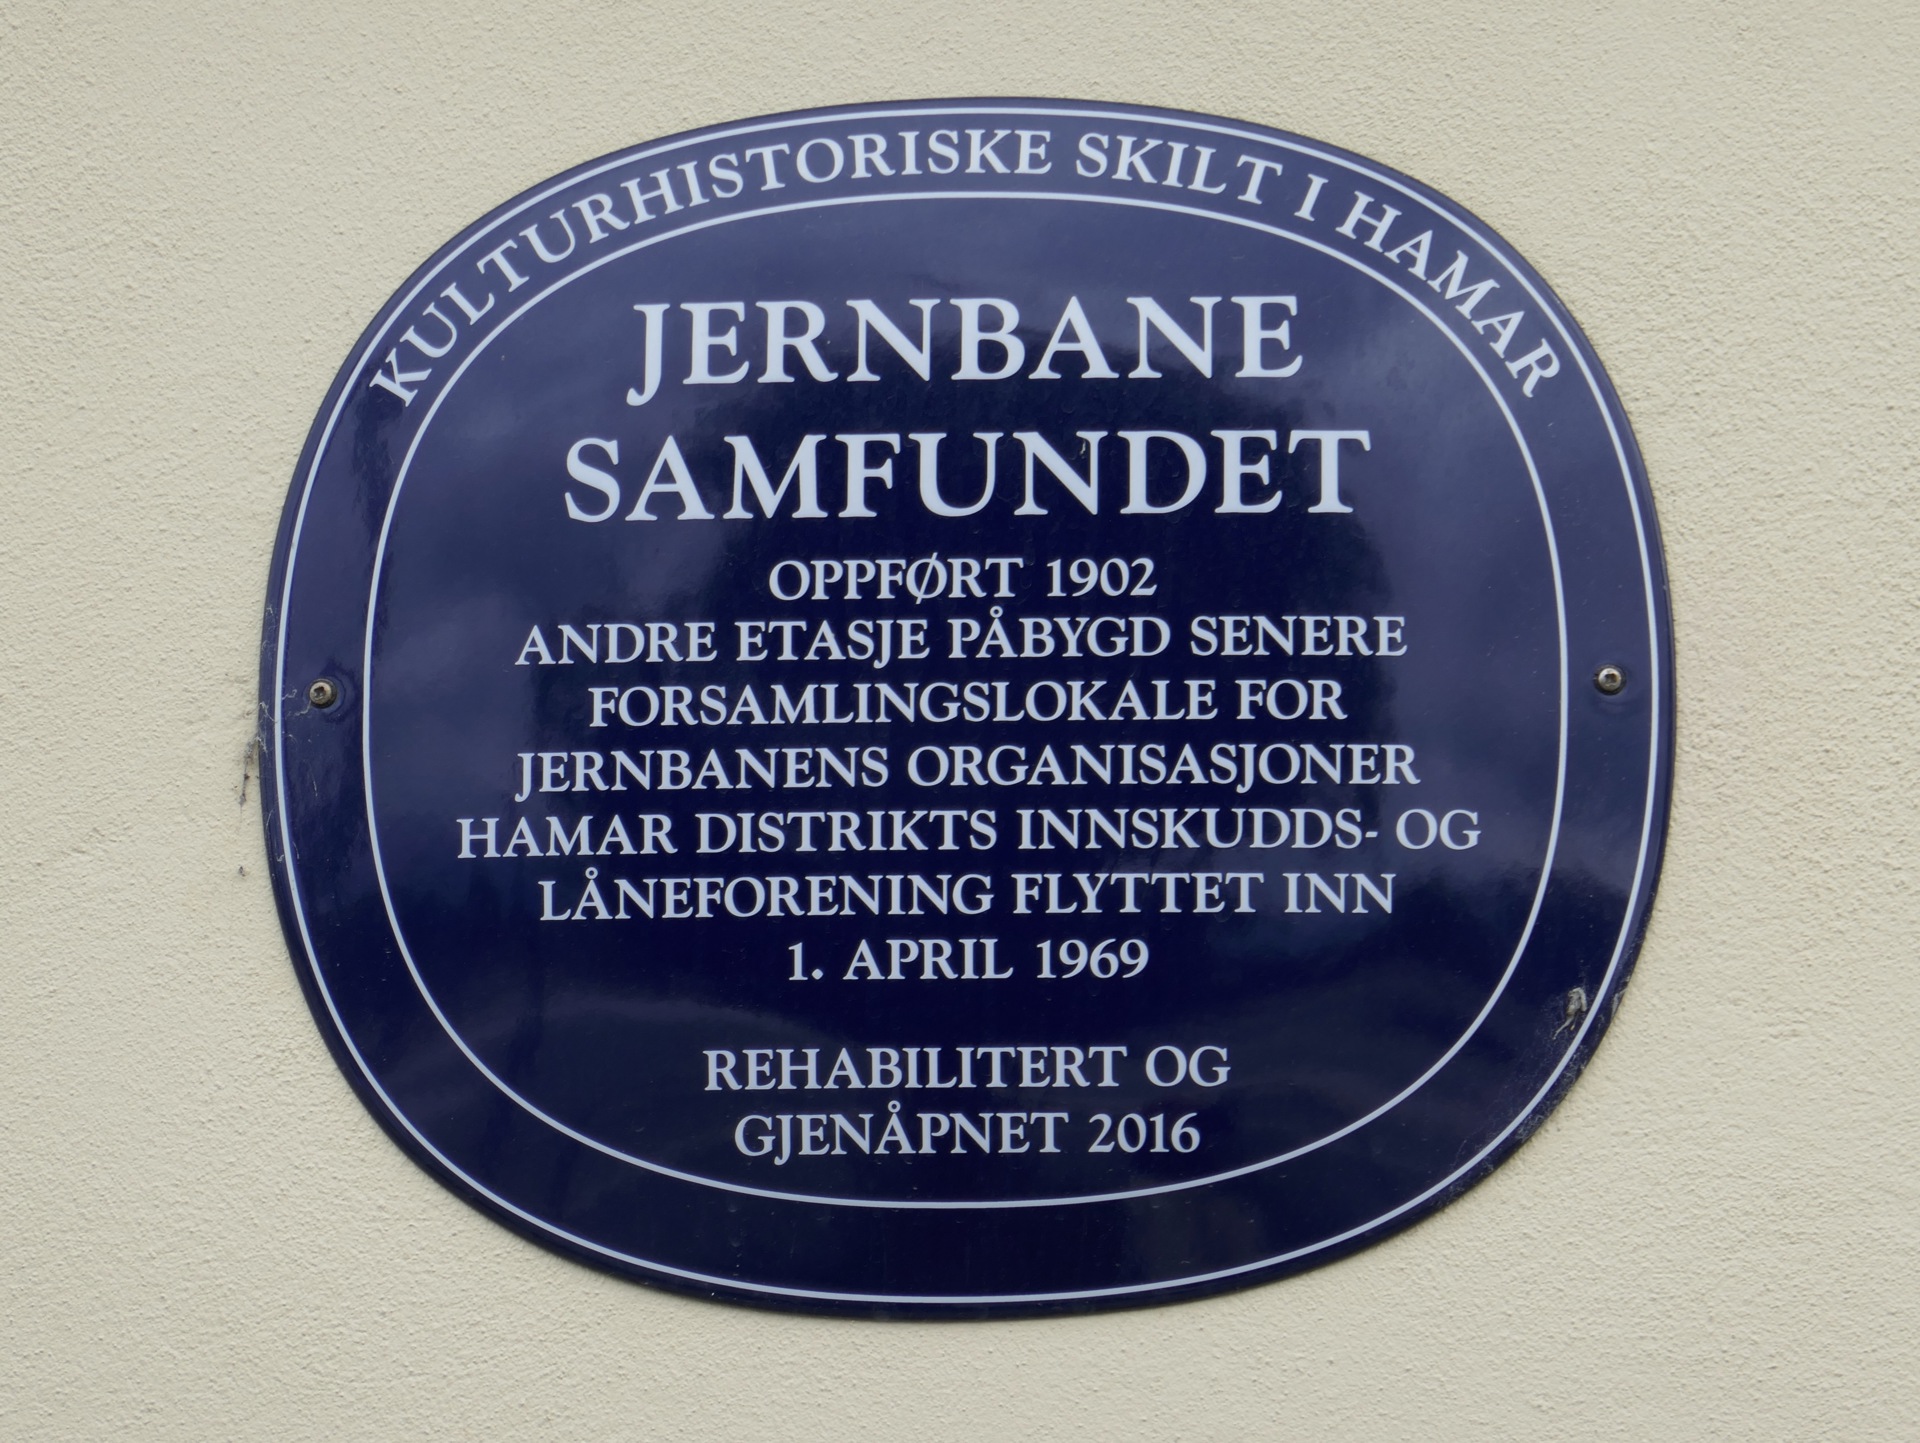 KULTURHISTORISKE SKILT I HAMAR
JERNBANE
SAMFUNDET
OPPFØRT 1902
ANDRE ETASJE PÅBYGD SENERE
FORSAMLINGSLOKALE FOR
JERNBANENS ORGANISASJONER
HAMAR DISTRIKTS INNSKUDDS- OG
LÅNEFORENING FLYTTET INN
1. APRIL 1969
REHABILITERT OG
GJENÅPNET 2016